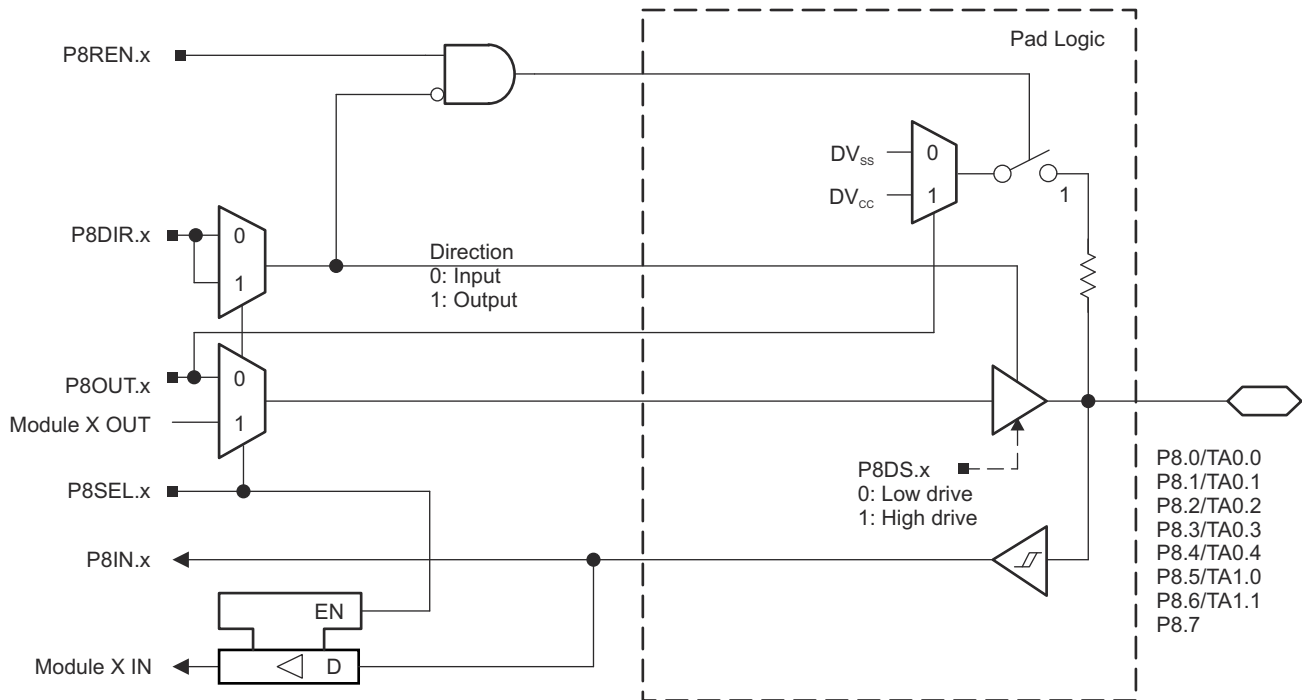 P8REN.x
Pad Logic
DVSS
0
DVCC
1
1
P8DIR.x
0
1
Direction
0: Input
1: Output
P8OUT.x
0
Module X OUT
1
P8DS.x
0: Low drive
1: High drive
P8SEL.x
P8IN.x
EN
Module X IN
D
P8.0/TA0.0
P8.1/TA0.1
P8.2/TA0.2
P8.3/TA0.3
P8.4/TA0.4
P8.5/TA1.0
P8.6/TA1.1
P8.7